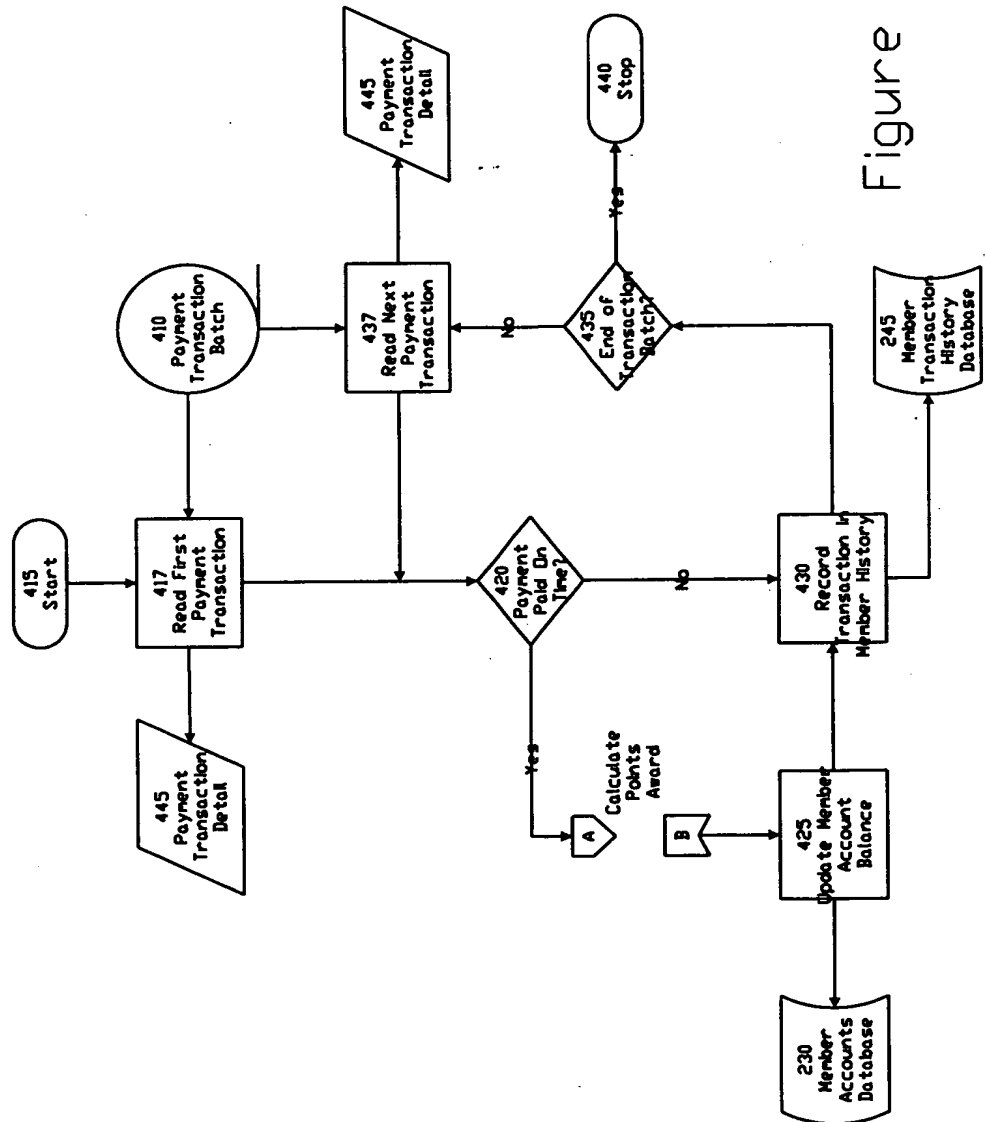 415
Start
417
Read First
Payment
Transaction
445
Payment
Transaction
Detail
410
Payment
Transaction
Batch
437
Read Next
Payment
Transaction
445
Payment
Transaction
Detail
420
Payment
Paid On
Time?
Yes
No
A
Calculate
Points
Award
B
425
Update Member
Account
Balance
230
Member
Accounts
Database
430
Record
Transaction In
Member History
245
Member
Transaction
History
Database
435
End of
Transaction
Batch?
No
Yes
440
Stop
Figure